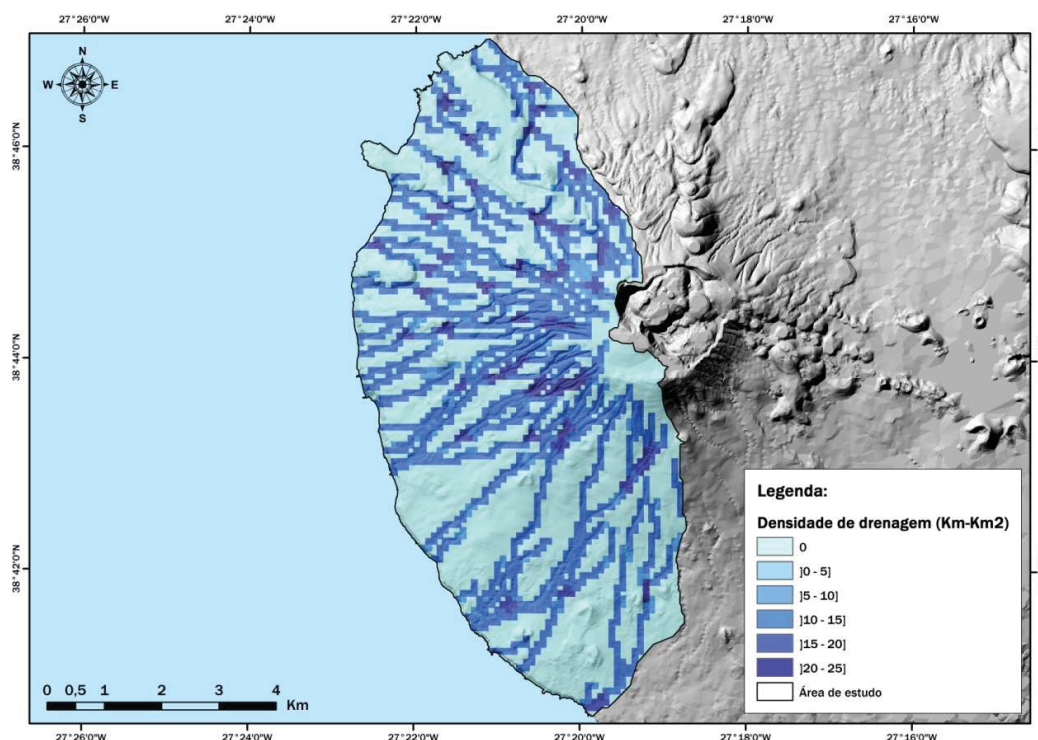 27°26'0"W 27°24'0"W 27°22'0"W 27°20'0"W 27°18'0"W 27°16'0"W
N
W E
S
38°46'0"N
38°44'0"N
38°42'0"N
Legenda:
Densidade de drenagem (Km-Km2)
0
]0 - 5]
]5 - 10]
]10 - 15]
]15 - 20]
]20 - 25]
Área de estudo
0 0,5 1 2 3 4
Km
27°26'0"W 27°24'0"W 27°22'0"W 27°20'0"W 27°18'0"W 27°16'0"W